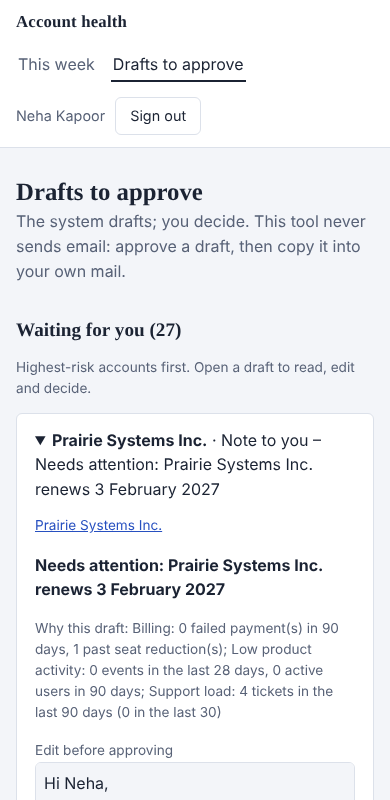 Account health
This week Drafts to approve
Neha Kapoor Sign out
Drafts to approve
The system drafts; you decide. This tool never
sends email: approve a draft, then copy it into
your own mail.
Waiting for you (27)
Highest-risk accounts first. Open a draft to read, edit
and decide.
▼ Prairie Systems Inc. · Note to you –
Needs attention: Prairie Systems Inc.
renews 3 February 2027
Prairie Systems Inc.
Needs attention: Prairie Systems Inc.
renews 3 February 2027
Why this draft: Billing: 0 failed payment(s) in 90
days, 1 past seat reduction(s); Low product
activity: 0 events in the last 28 days, 0 active
users in 90 days; Support load: 4 tickets in the
last 90 days (0 in the last 30)
Edit before approving
Hi Neha,